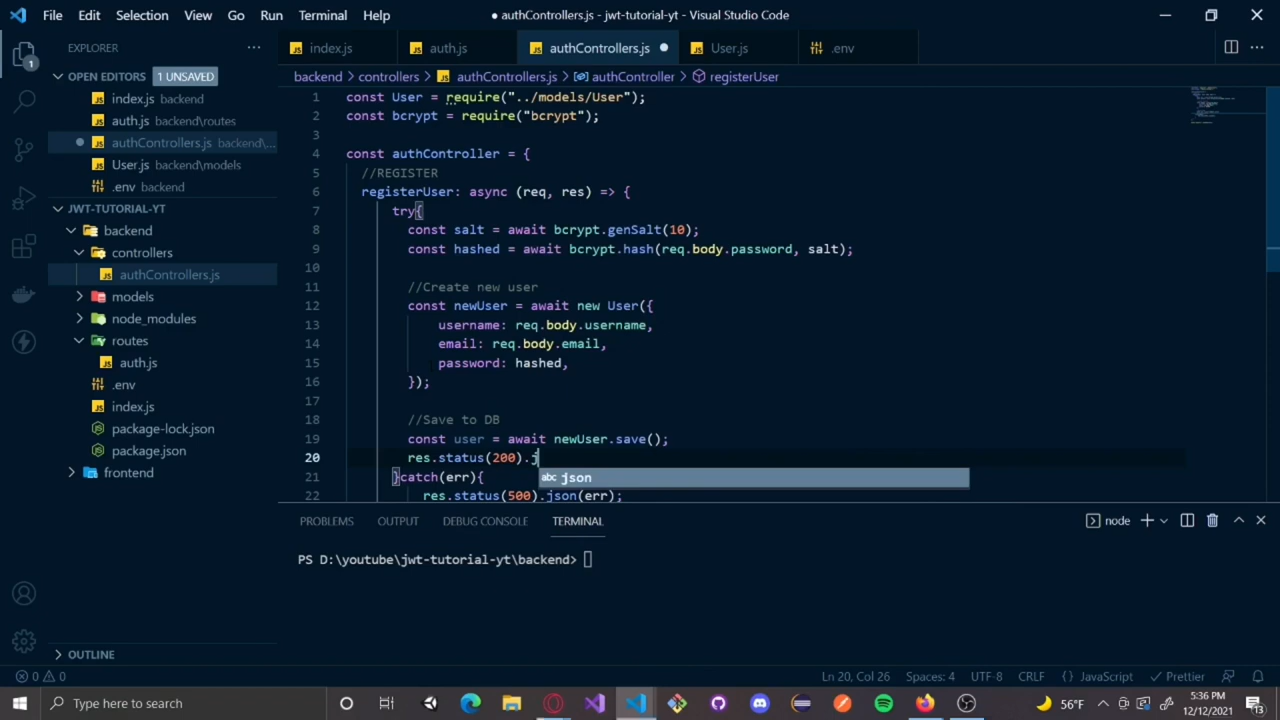 File Edit Selection View Go Run Terminal Help ● authControllers.js - jwt-tutorial-yt - Visual Studio Code
EXPLORER ···
index.js auth.js authControllers.js ● User.js .env
OPEN EDITORS 1 UNSAVED
index.js backend
auth.js backend\routes
● authControllers.js backend\...
User.js backend\models
.env backend
JWT-TUTORIAL-YT
backend
controllers
authControllers.js
models
node_modules
routes
auth.js
.env
index.js
package-lock.json
package.json
frontend
OUTLINE
1
backend > controllers > authControllers.js > authController > registerUser
1 const User = require("../models/User");
2 const bcrypt = require("bcrypt");
3
4 const authController = {
5 //REGISTER
6 registerUser: async (req, res) => {
7 try{
8 const salt = await bcrypt.genSalt(10);
9 const hashed = await bcrypt.hash(req.body.password, salt);
10
11 //Create new user
12 const newUser = await new User({
13 username: req.body.username,
14 email: req.body.email,
15 password: hashed,
16 });
17
18 //Save to DB
19 const user = await newUser.save();
20 res.status(200).j
abc json
21 }catch(err){
22 res.status(500).json(err);
PROBLEMS OUTPUT DEBUG CONSOLE TERMINAL node
PS D:\youtube\jwt-tutorial-yt\backend>
0 0 Ln 20, Col 26 Spaces: 4 UTF-8 CRLF {} JavaScript Prettier
Type here to search 56°F 5:36 PM
12/12/2021
13